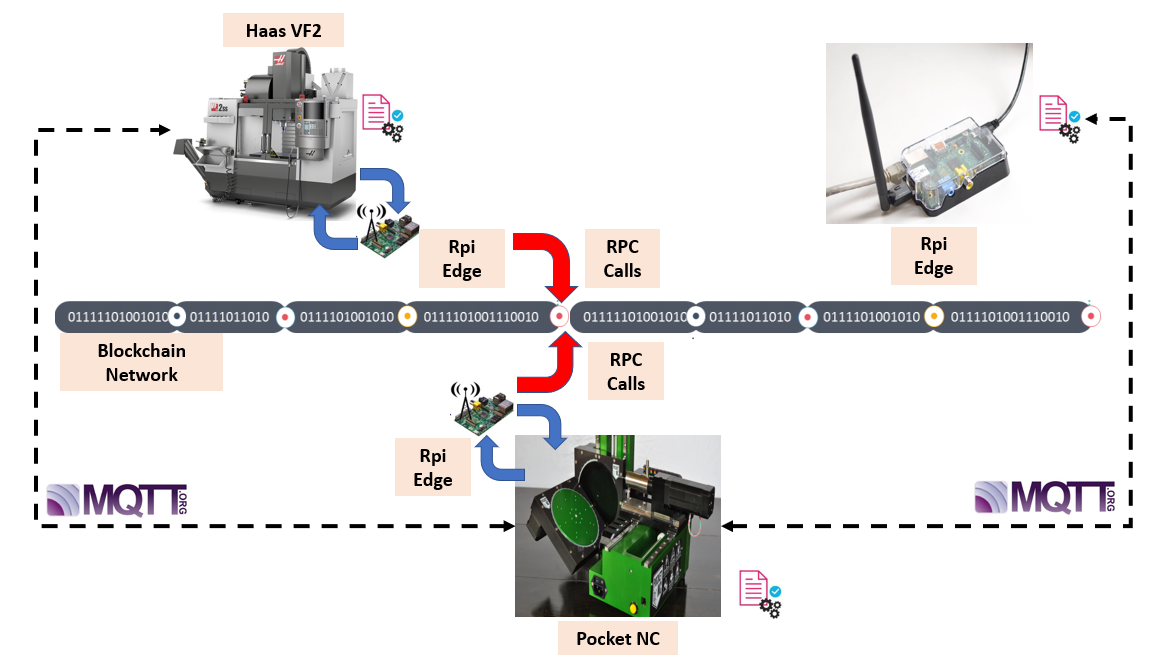 Haas VF2
Rpi
Edge
RPC
Calls
Rpi
Edge
01111101001010
01111011010
0111101001010
0111101001110010
01111101001010
01111011010
0111101001010
0111101001110010
Blockchain
Network
RPC
Calls
Rpi
Edge
MQTT.ORG
MQTT.ORG
Pocket NC